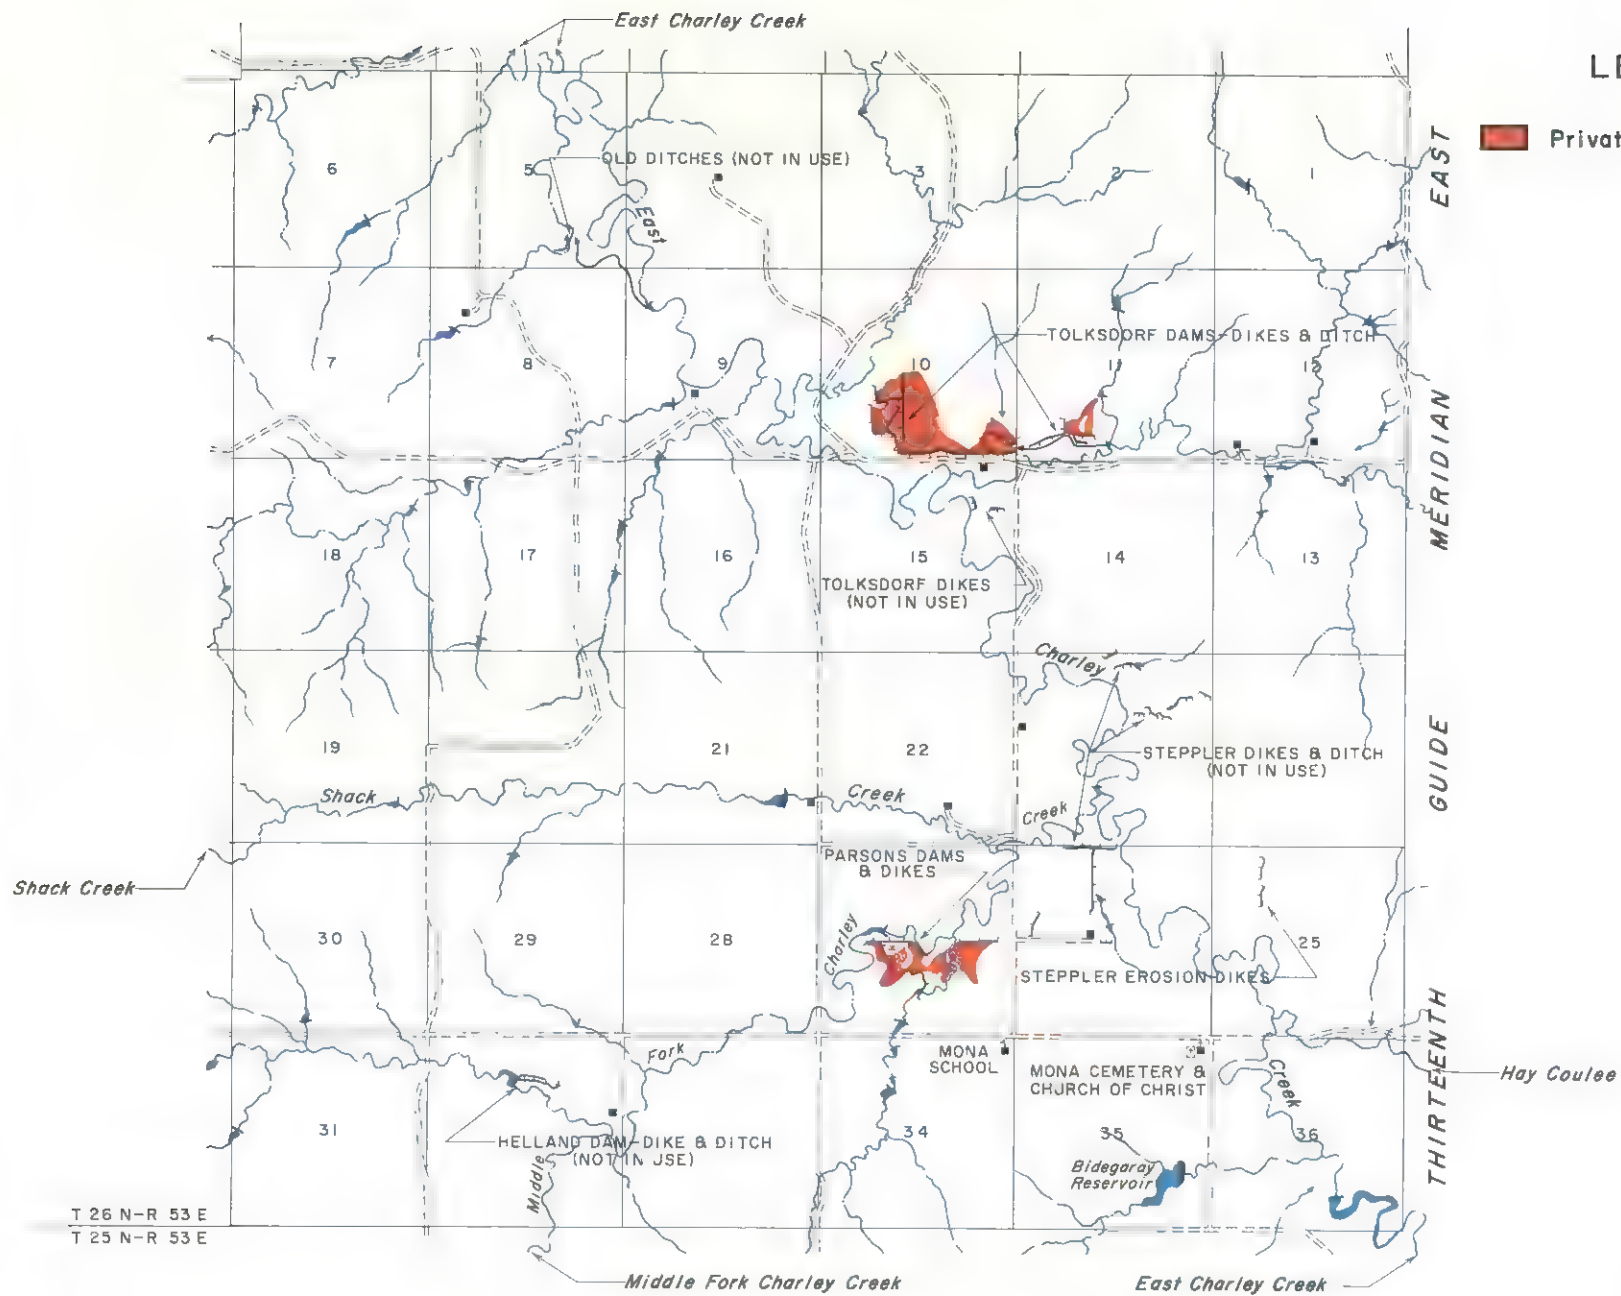 East Charley Creek
LE
Privat
EAST
6
5
OLD DITCHES (NOT IN USE)
3
2
1
East
TOLKSDORF DAMS-DIKES & DITCH
7
8
9
10
11
12
MERIDIAN
18
17
16
15
14
13
TOLKSDORF DIKES
(NOT IN USE)
Charley
19
21
22
STEPPLER DIKES & DITCH
(NOT IN USE)
GUIDE
Shack
Creek
Creek
PARSONS DAMS
& DIKES
Shack Creek
30
29
28
Charley
25
STEPPLER EROSION DIKES
THIRTEENTH
Fork
MONA
SCHOOL
MONA CEMETERY &
CHURCH OF CHRIST
Creek
Hay Coulee
31
HELLAND DAM-DIKE & DITCH
(NOT IN USE)
34
35
36
Middle
Bidegaray
Reservoir
T 26 N-R 53 E
T 25 N-R 53 E
Middle Fork Charley Creek
East Charley Creek